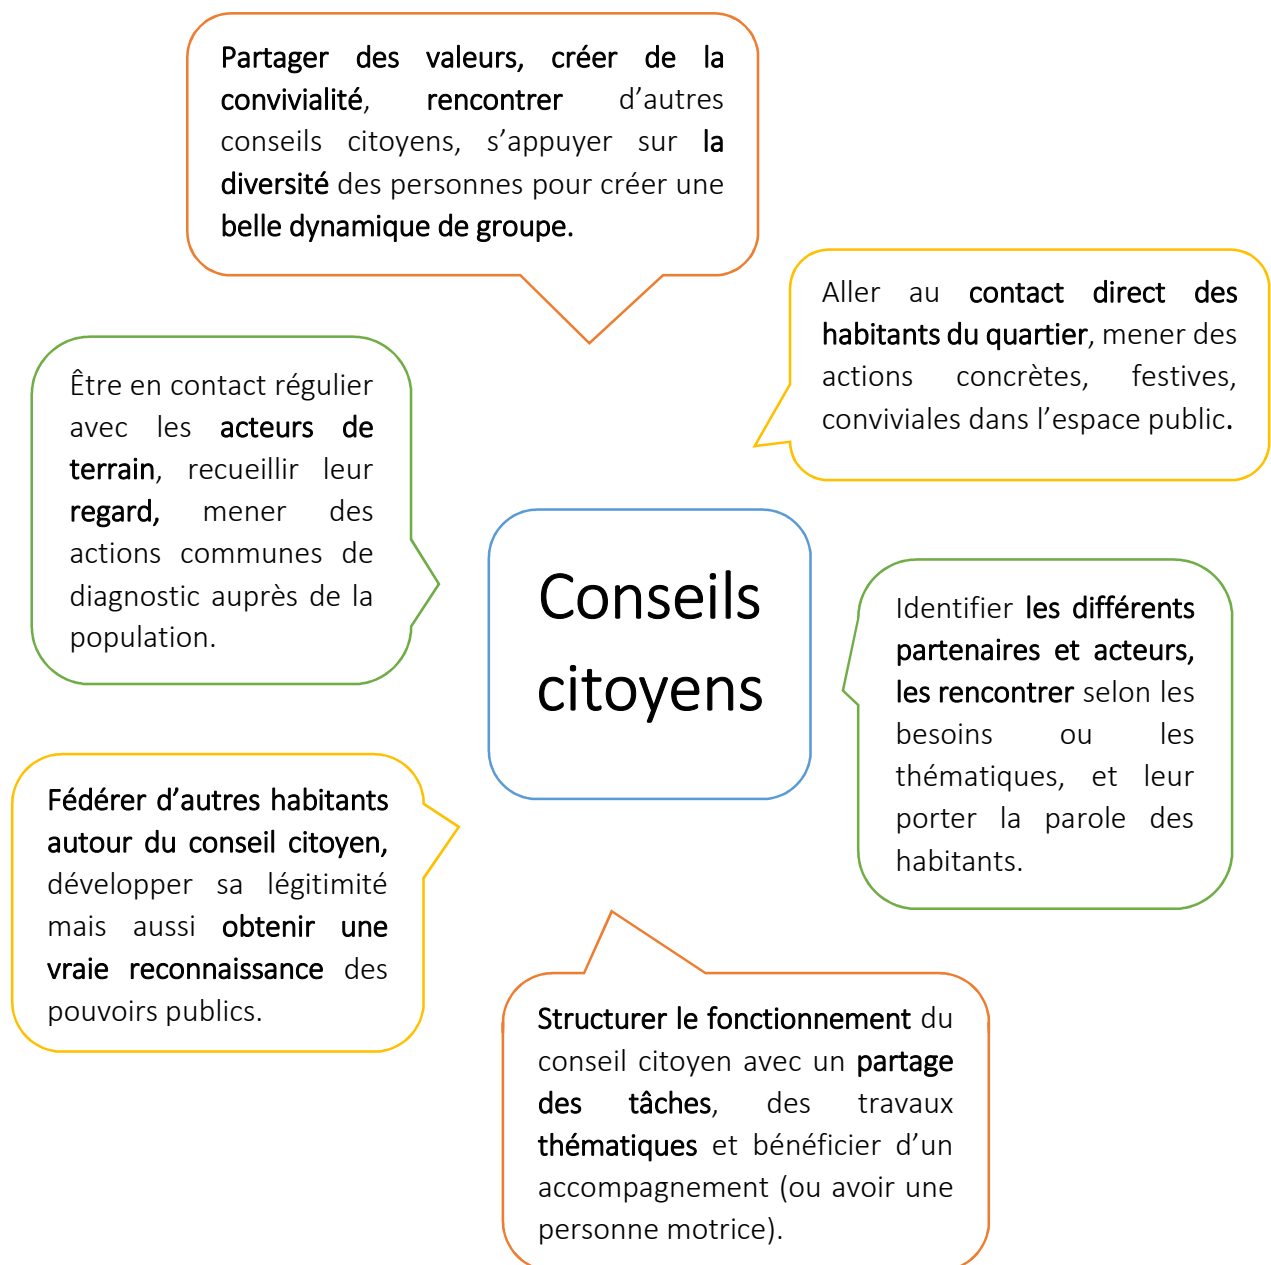 Partager des valeurs, créer de la
convivialité, rencontrer d’autres
conseils citoyens, s’appuyer sur la
diversité des personnes pour créer une
belle dynamique de groupe.
Aller au contact direct des
habitants du quartier, mener des
actions concrètes, festives,
conviviales dans l’espace public.
Être en contact régulier
avec les acteurs de
terrain, recueillir leur
regard, mener des
actions communes de
diagnostic auprès de la
population.
Conseils
citoyens
Identifier les différents
partenaires et acteurs,
les rencontrer selon les
besoins ou les
thématiques, et leur
porter la parole des
habitants.
Fédérer d’autres habitants
autour du conseil citoyen,
développer sa légitimité
mais aussi obtenir une
vraie reconnaissance des
pouvoirs publics.
Structurer le fonctionnement du
conseil citoyen avec un partage
des tâches, des travaux
thématiques et bénéficier d’un
accompagnement (ou avoir une
personne motrice).